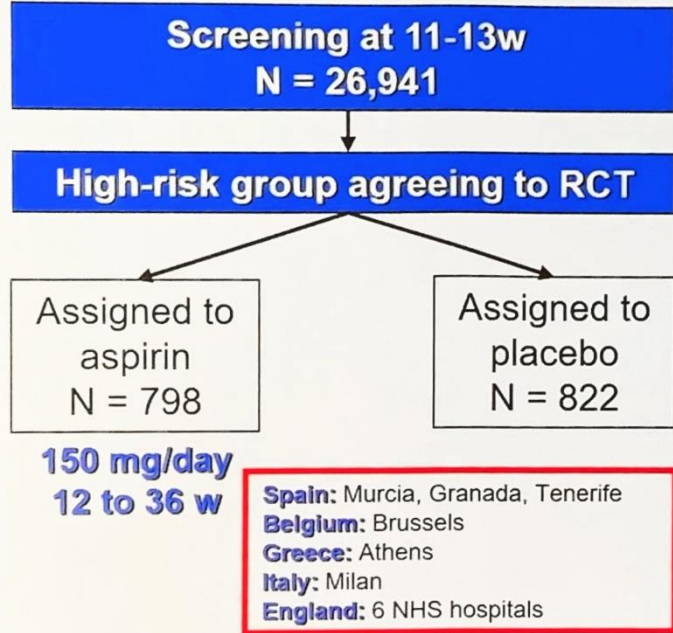 Screening at 11-13w
N = 26,941
High-risk group agreeing to RCT
Assigned to
aspirin
N = 798
Assigned to
placebo
N = 822
150 mg/day
12 to 36 w
Spain: Murcia, Granada, Tenerife
Belgium: Brussels
Greece: Athens
Italy: Milan
England: 6 NHS hospitals